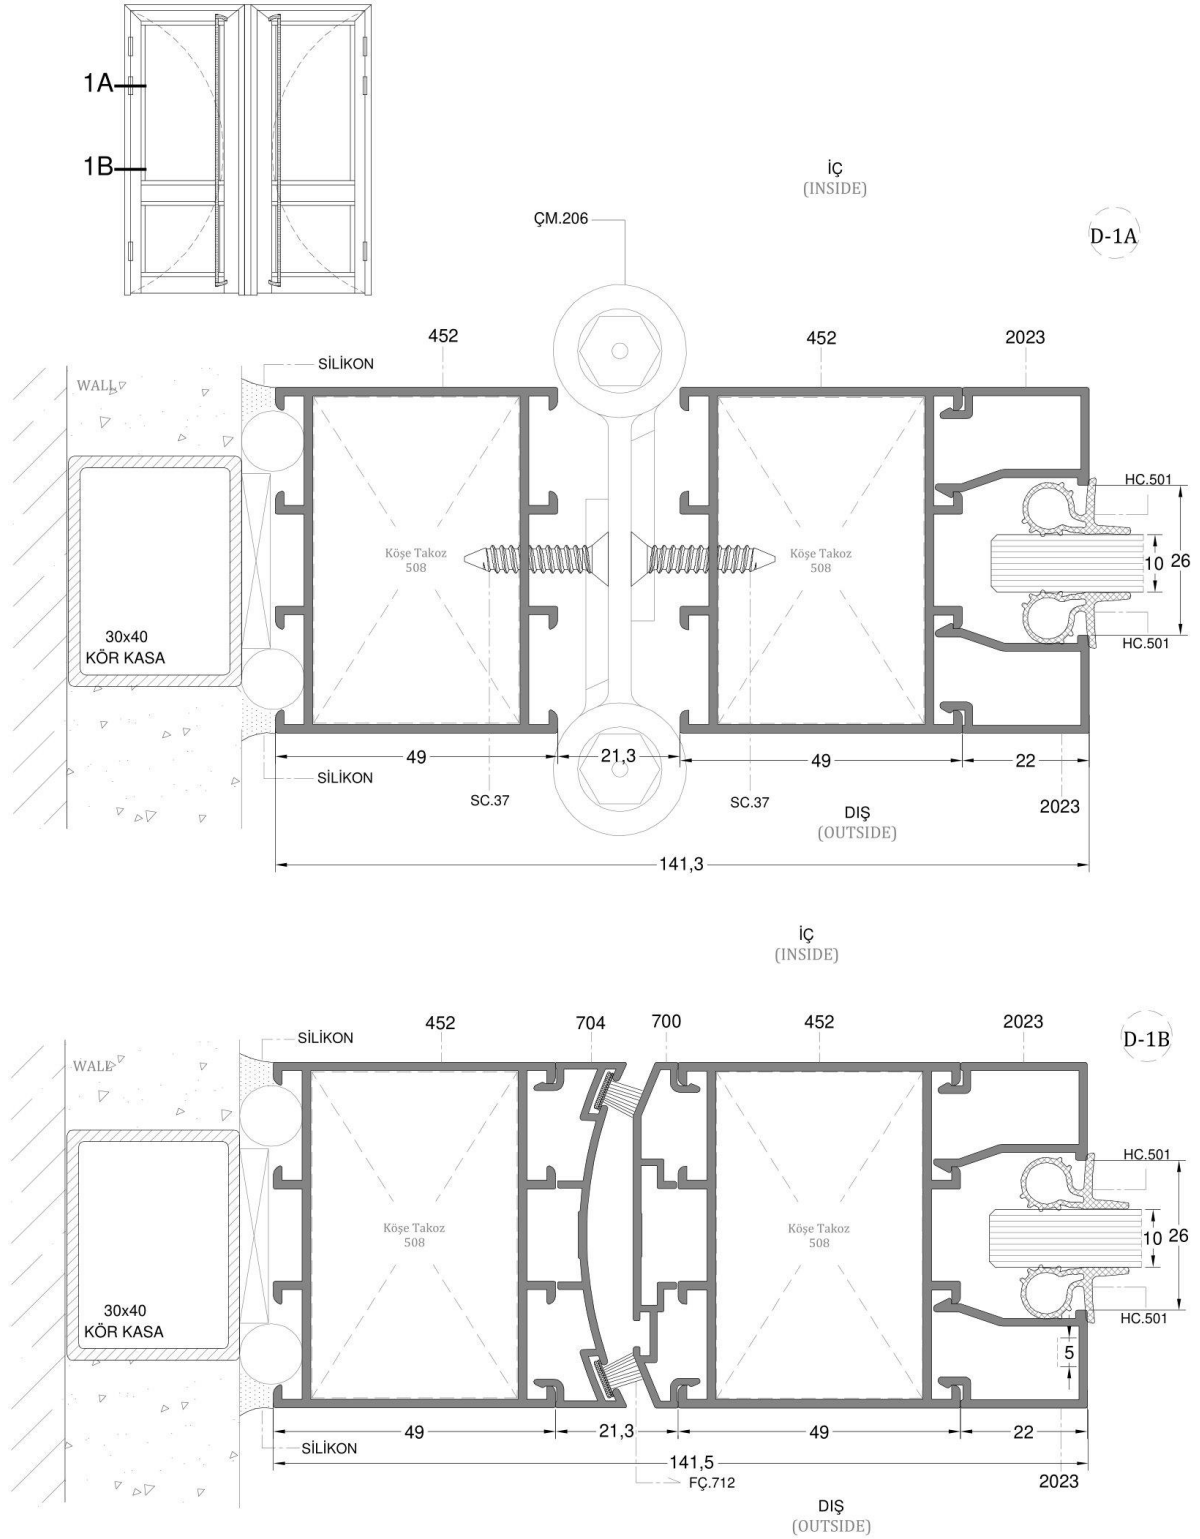 1A
1B
İÇ
(INSIDE)
ÇM.206
D-1A
452
452
2023
SİLİKON
WALL
HC.501
Köşe Takoz
508
Köşe Takoz
508
10
26
30x40
KÖR KASA
HC.501
49
21,3
49
22
SİLİKON
SC.37
SC.37
2023
DIŞ
(OUTSIDE)
141,3
İÇ
(INSIDE)
452
704
700
452
2023
D-1B
SİLİKON
WALL
HC.501
Köşe Takoz
508
Köşe Takoz
508
10
26
30x40
KÖR KASA
HC.501
5
49
21,3
49
22
SİLİKON
141,5
FÇ.712
2023
DIŞ
(OUTSIDE)